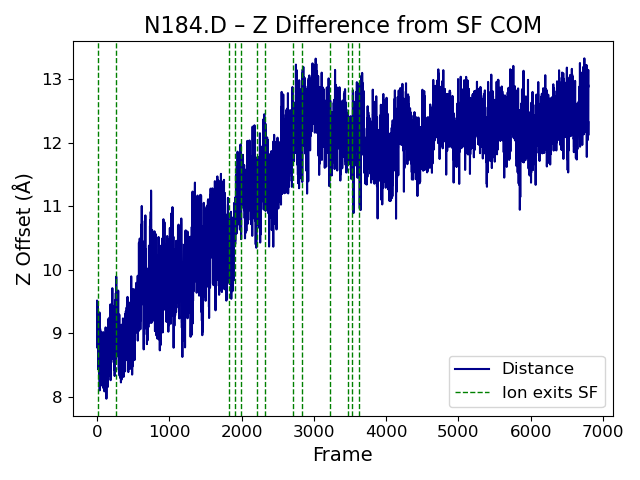 N184.D – Z Difference from SF COM
Z Offset (Å)
13
12
11
10
9
8
Distance
Ion exits SF
0 1000 2000 3000 4000 5000 6000 7000
Frame